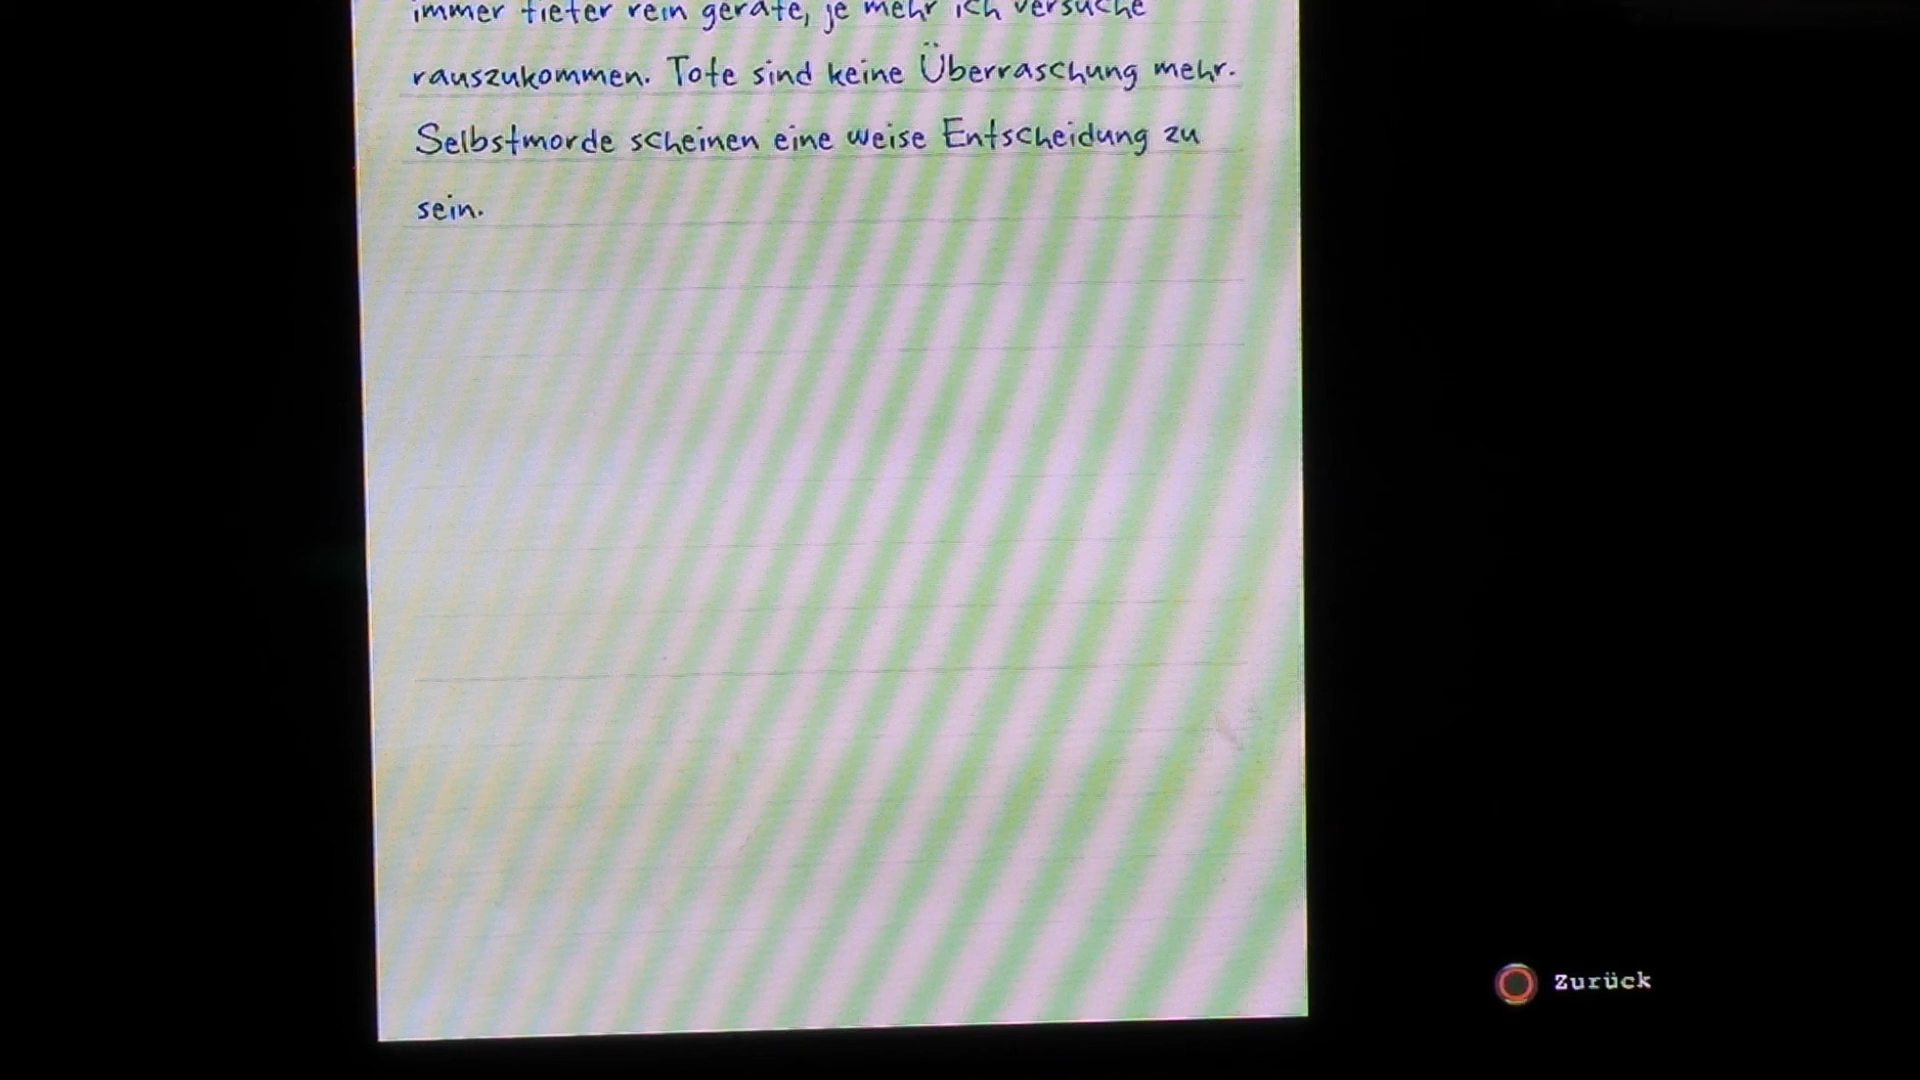 immer tiefer rein gerate, je mehr ich versuche
rauszukommen. Tote sind keine Überraschung mehr.
Selbstmorde scheinen eine weise Entscheidung zu
sein.
Zurück